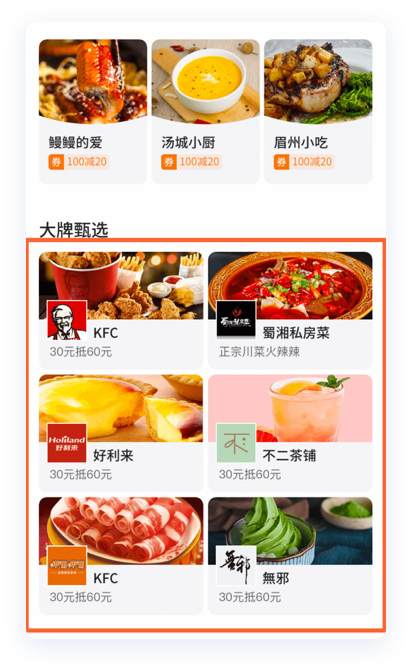 鳗鳗的爱
券 100减20
汤城小厨
券 100减20
眉州小吃
券 100减20
大牌甄选
KFC
30元抵60元
蜀湘私房菜
正宗川菜火辣辣
Holiland
好利来
好利来
30元抵60元
不二茶铺
30元抵60元
KFC
30元抵60元
無邪
無邪
30元抵60元